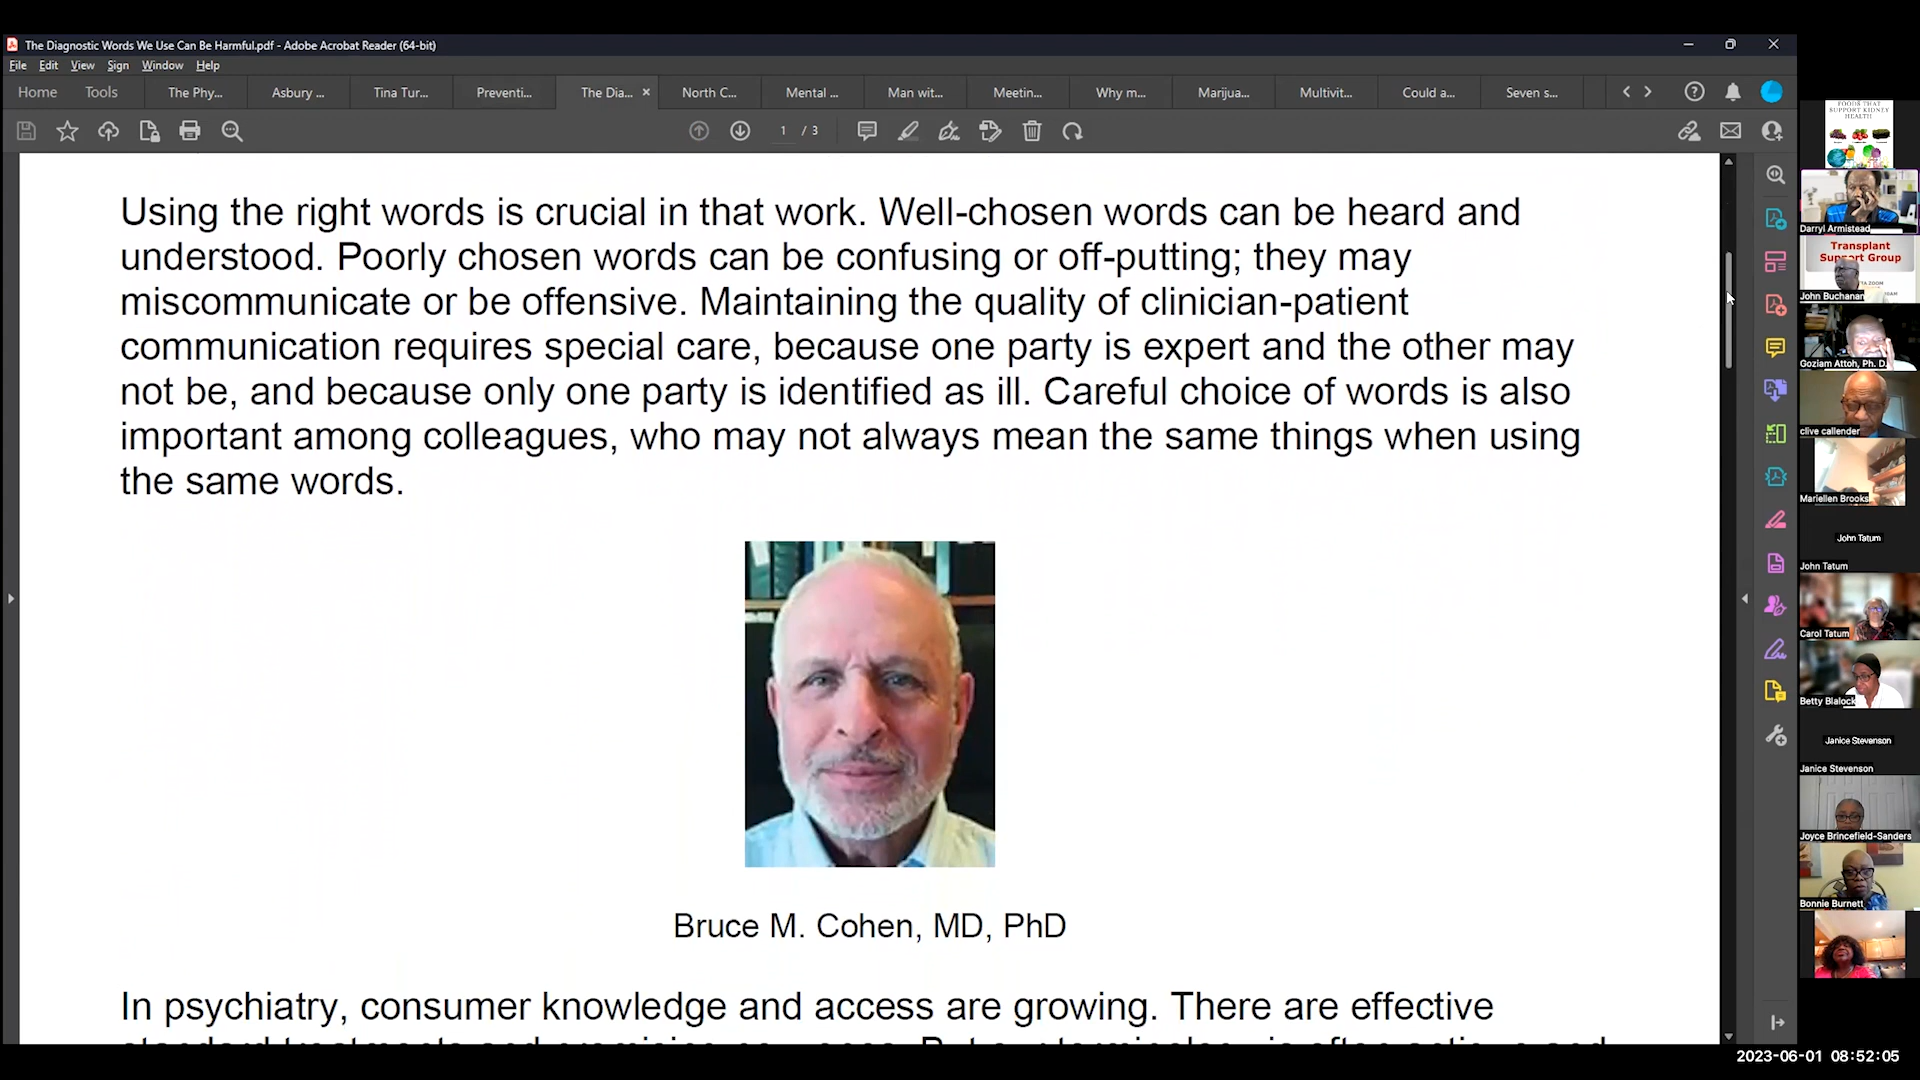 The Diagnostic Words We Use Can Be Harmful.pdf - Adobe Acrobat Reader (64-bit)
File Edit View Sign Window Help
Home Tools The Phy... Asbury ... Tina Tur... Preventi... The Dia... North C... Mental ... Man wit... Meetin... Why m... Marijua... Multivit... Could a... Seven s...
1 / 3
Using the right words is crucial in that work. Well-chosen words can be heard and
understood. Poorly chosen words can be confusing or off-putting; they may
miscommunicate or be offensive. Maintaining the quality of clinician-patient
communication requires special care, because one party is expert and the other may
not be, and because only one party is identified as ill. Careful choice of words is also
important among colleagues, who may not always mean the same things when using
the same words.
Bruce M. Cohen, MD, PhD
In psychiatry, consumer knowledge and access are growing. There are effective
FOODS THAT
SUPPORT KIDNEY
HEALTH
Darryl Armistead
Transplant
Support Group
John Buchanan
Goziam Attoh, Ph. D.
clive callender
Mariellen Brooks
John Tatum
John Tatum
Carol Tatum
Betty Blalock
Janice Stevenson
Janice Stevenson
Joyce Brincefield-Sanders
Bonnie Burnett
2023-06-01 08:52:05